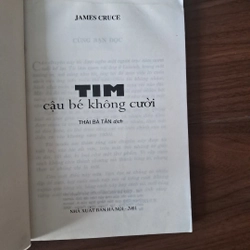 JAMES CRUCE
TIM
cậu bé không cười
THÁI BÁ TÂN dịch
NHÀ XUẤT BẢN HÀ NỘI - 2001